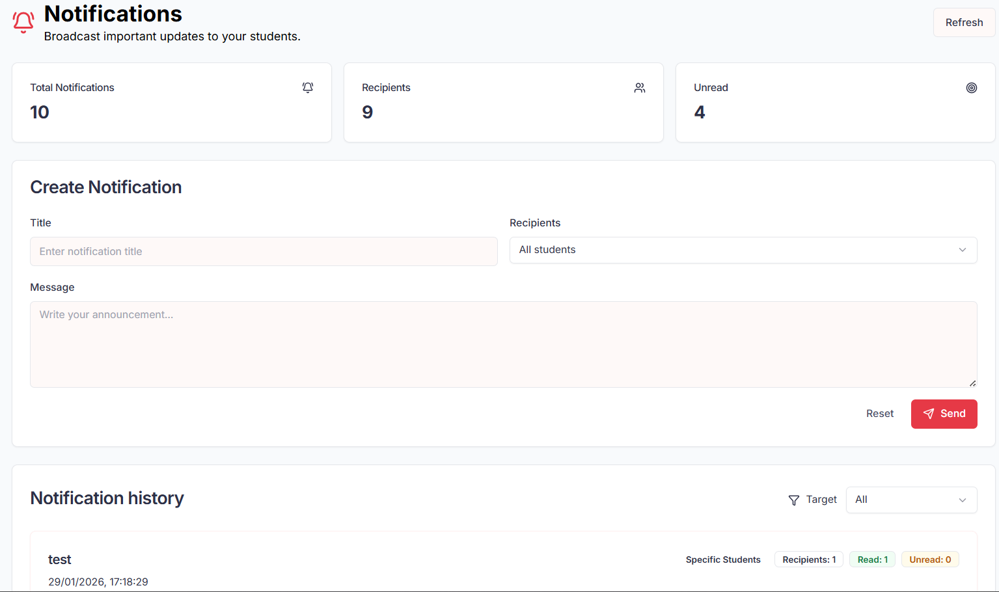 Notifications
Broadcast important updates to your students.
Refresh
Total Notifications
10
Recipients
9
Unread
4
Create Notification
Title
Enter notification title
Recipients
All students
Message
Write your announcement...
Reset
Send
Notification history
Target
All
test
Specific Students
Recipients: 1
Read: 1
Unread: 0
29/01/2026, 17:18:29